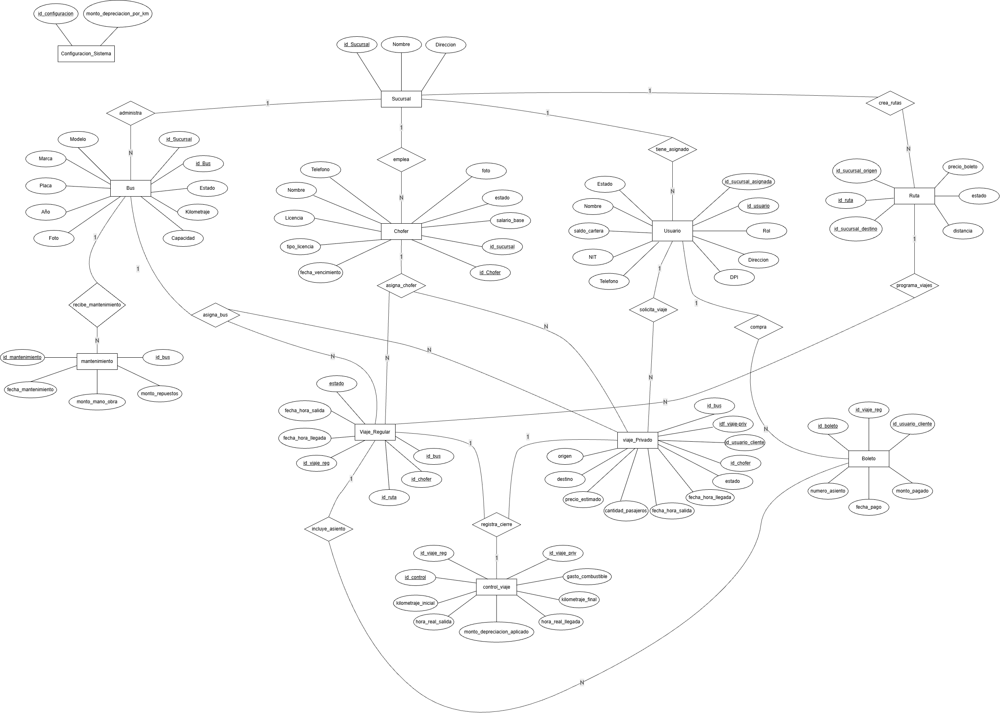 id_configuracion
monto_depreciacion_por_km
Configuracion_Sistema
id_Sucursal
Nombre
Direccion
Sucursal
1
1
1
1
administra
crea_rutas
N
emplea
tiene_asignado
N
Modelo
id_Sucursal
Marca
id_Bus
Placa
Estado
Bus
Año
Kilometraje
Foto
Capacidad
1
1
Telefono
foto
Nombre
estado
N
Licencia
salario_base
Chofer
tipo_licencia
id_sucursal
fecha_vencimiento
id_Chofer
1
Estado
id_sucursal_asignada
N
Nombre
id_usuario
saldo_cartera
Usuario
Rol
NIT
Direccion
Telefono
DPI
1
1
id_sucursal_origen
precio_boleto
id_ruta
Ruta
estado
id_sucursal_destino
distancia
1
recibe_mantenimiento
asigna_bus
asigna_chofer
solicita_viaje
compra
programa_viajes
N
N
N
N
N
N
N
N
id_mantenimiento
id_bus
mantenimiento
fecha_mantenimiento
monto_repuestos
monto_mano_obra
estado
fecha_hora_salida
fecha_hora_llegada
Viaje_Regular
id_viaje_reg
id_bus
id_chofer
id_ruta
1
1
1
id_bus
idf_viaje-priv
viaje_Privado
id_usuario_cliente
origen
id_chofer
destino
estado
precio_estimado
fecha_hora_llegada
cantidad_pasajeros
fecha_hora_salida
N
id_viaje_reg
id_boleto
id_usuario_cliente
Boleto
numero_asiento
monto_pagado
fecha_pago
incluye_asiento
registra_cierre
1
id_viaje_reg
id_viaje_priv
id_control
gasto_combustible
control_viaje
kilometraje_inicial
kilometraje_final
hora_real_salida
hora_real_llegada
monto_depreciacion_aplicado
N